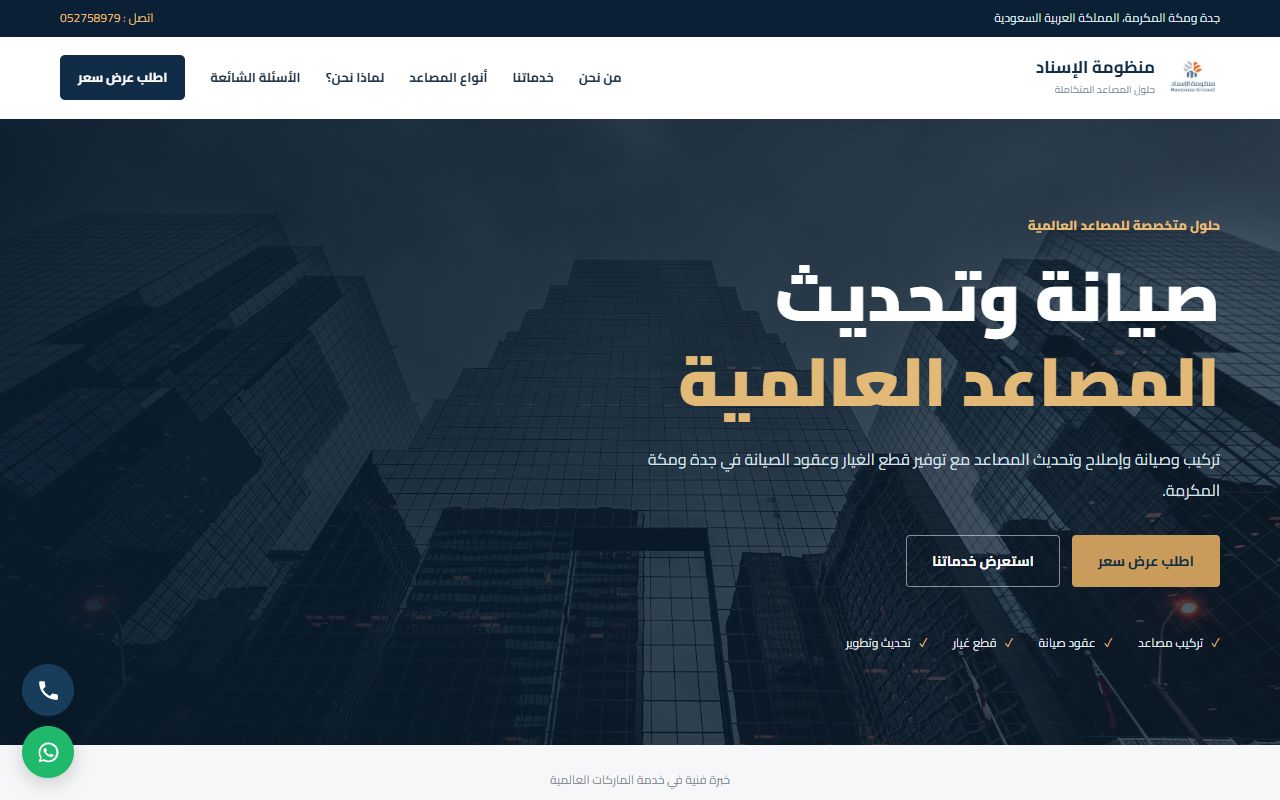 جدة ومكة المكرمة، المملكة العربية السعودية
اتصل : 052758979
منظومة الإسناد
حلول المصاعد المتكاملة
من نحن
خدماتنا
أنواع المصاعد
لماذا نحن؟
الأسئلة الشائعة
اطلب عرض سعر
حلول متخصصة للمصاعد العالمية
صيانة وتحديث
المصاعد العالمية
تركيب وصيانة وإصلاح وتحديث المصاعد مع توفير قطع الغيار وعقود الصيانة في جدة ومكة
المكرمة.
اطلب عرض سعر
استعرض خدماتنا
✓ تركيب مصاعد
✓ عقود صيانة
✓ قطع غيار
✓ تحديث وتطوير
خبرة فنية في خدمة الماركات العالمية